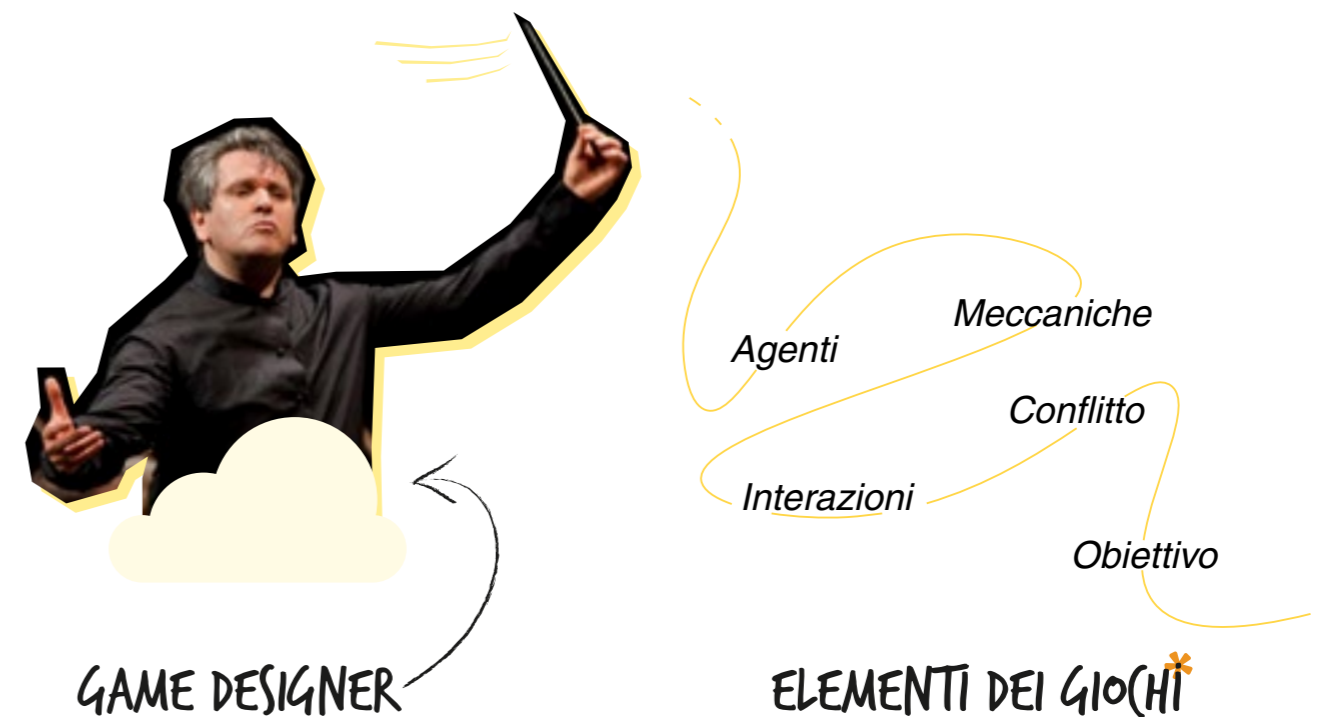 Agenti
Meccaniche
Conflitto
Interazioni
Obiettivo
GAME DESIGNER
ELEMENTI DEI GIOCHI